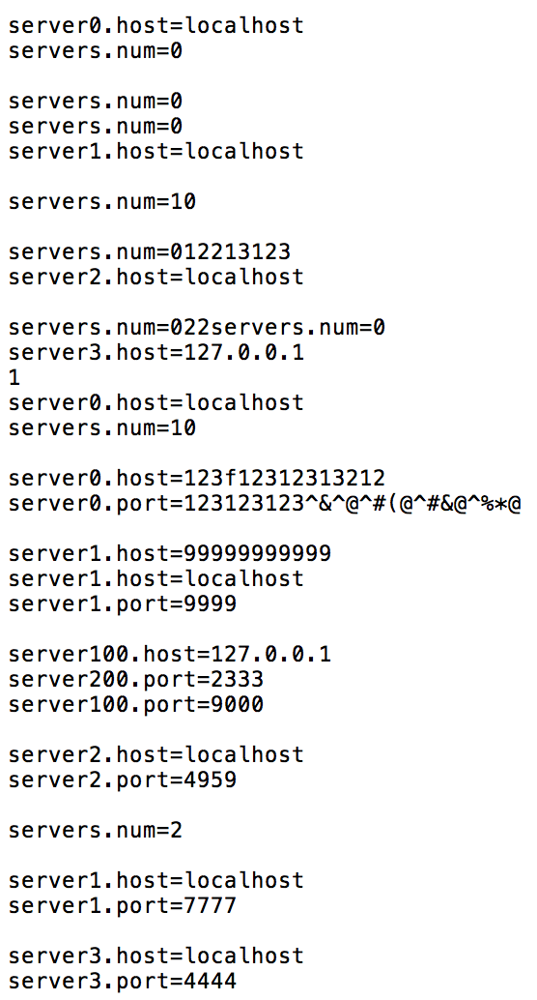 server0.host=localhost
servers.num=0
servers.num=0
servers.num=0
server1.host=localhost
servers.num=10
servers.num=012213123
server2.host=localhost
servers.num=022servers.num=0
server3.host=127.0.0.1
1
server0.host=localhost
servers.num=10
server0.host=123f12312313212
server0.port=123123123^&^@^#(@^#&@^%*@
server1.host=99999999999
server1.host=localhost
server1.port=9999
server100.host=127.0.0.1
server200.port=2333
server100.port=9000
server2.host=localhost
server2.port=4959
servers.num=2
server1.host=localhost
server1.port=7777
server3.host=localhost
server3.port=4444